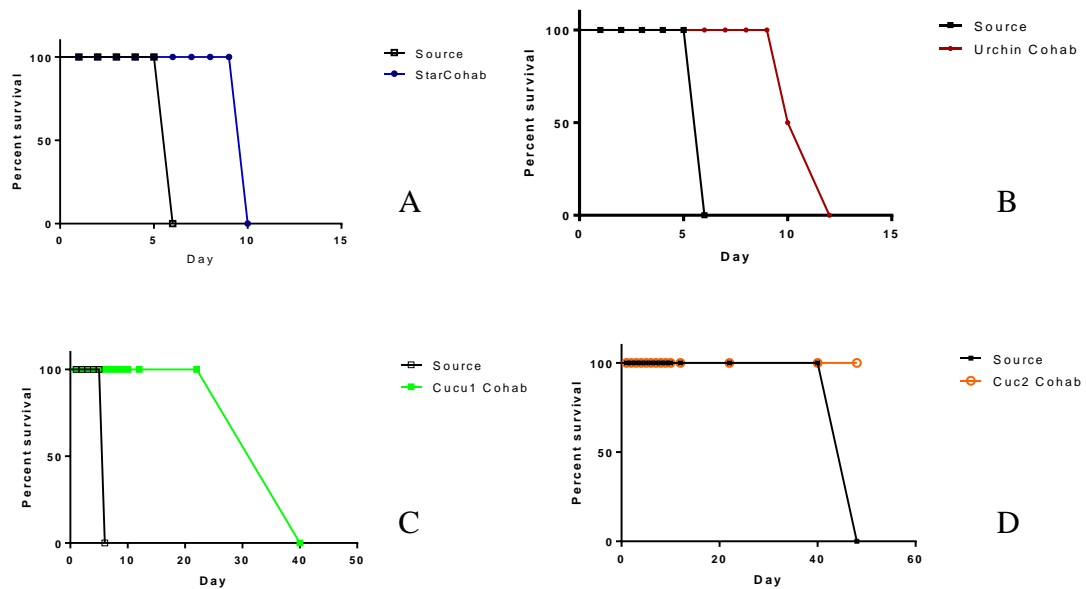 Percent survival
100
50
0
0 5 10 15
Day
Source
StarCohab
A
Percent survival
100
50
0
0 5 10 15
Day
Source
Urchin Cohab
B
Percent survival
100
50
0
0 10 20 30 40 50
Day
Source
Cucu1 Cohab
C
Percent survival
100
50
0
0 20 40 60
Day
Source
Cuc2 Cohab
D